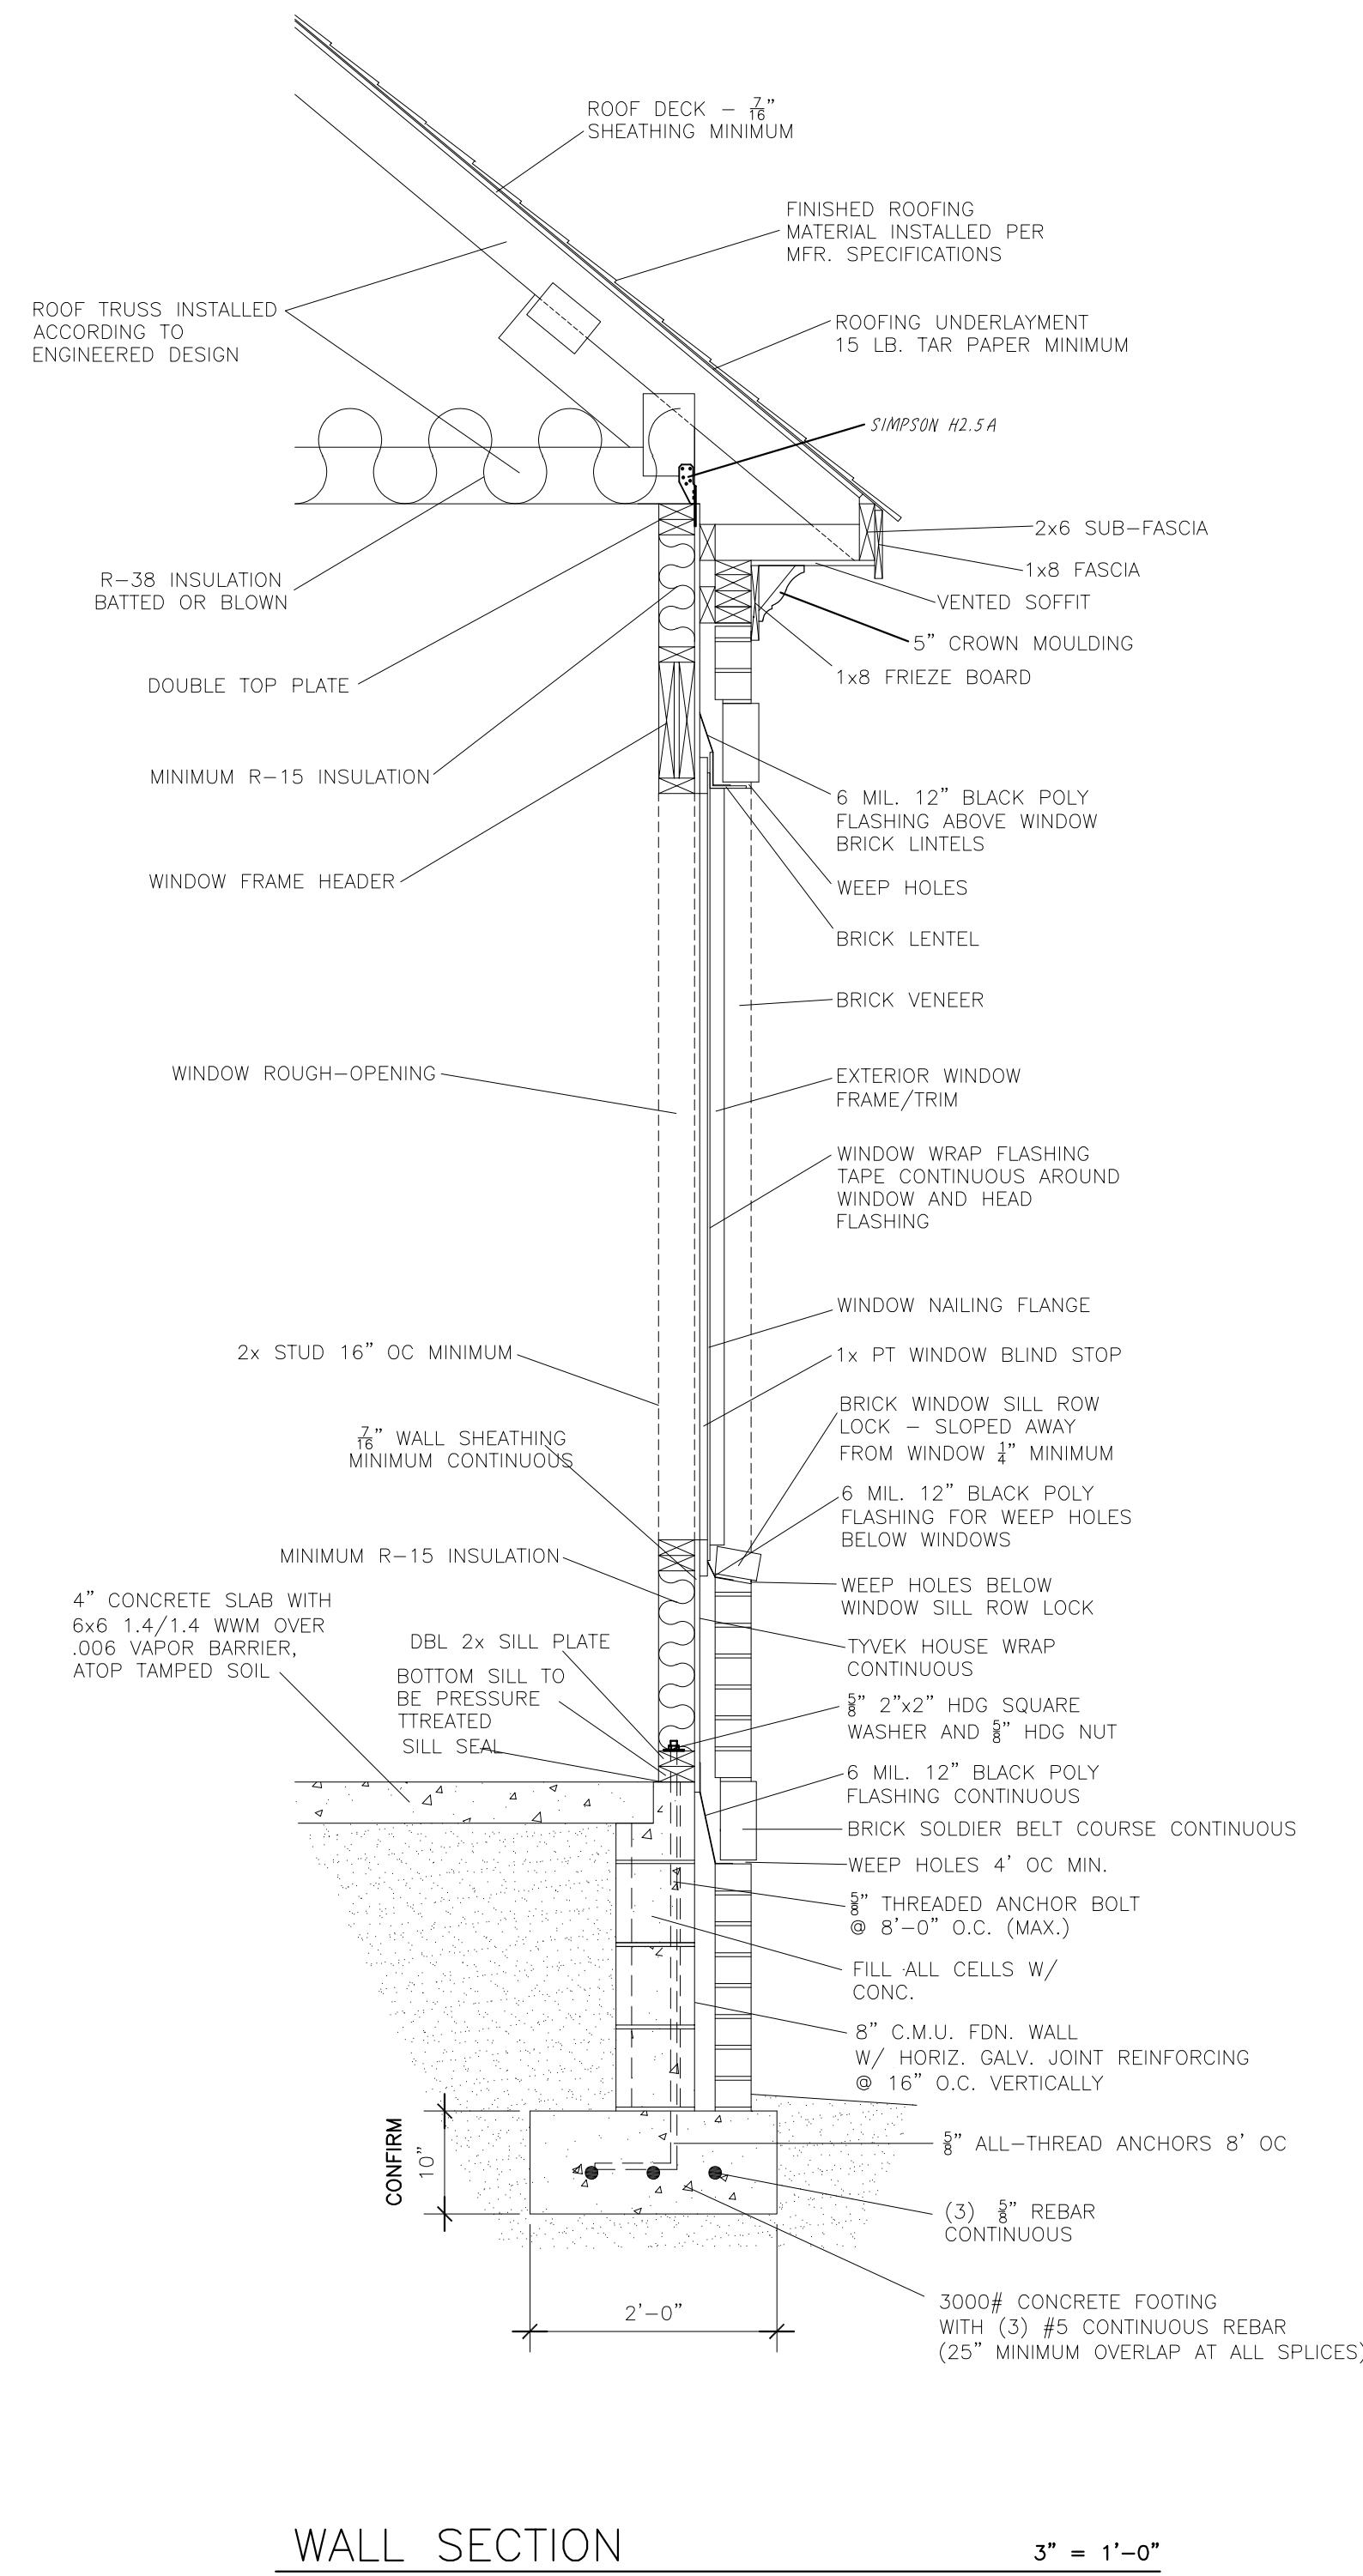 ROOF DECK – 7/16”
SHEATHING MINIMUM
FINISHED ROOFING
MATERIAL INSTALLED PER
MFR. SPECIFICATIONS
ROOF TRUSS INSTALLED
ACCORDING TO
ENGINEERED DESIGN
ROOFING UNDERLAYMENT
15 LB. TAR PAPER MINIMUM
SIMPSON H2.5A
2x6 SUB–FASCIA
1x8 FASCIA
R–38 INSULATION
BATTED OR BLOWN
VENTED SOFFIT
5” CROWN MOULDING
1x8 FRIEZE BOARD
DOUBLE TOP PLATE
MINIMUM R–15 INSULATION
6 MIL. 12” BLACK POLY
FLASHING ABOVE WINDOW
BRICK LINTELS
WINDOW FRAME HEADER
WEEP HOLES
BRICK LENTEL
BRICK VENEER
WINDOW ROUGH–OPENING
EXTERIOR WINDOW
FRAME/TRIM
WINDOW WRAP FLASHING
TAPE CONTINUOUS AROUND
WINDOW AND HEAD
FLASHING
WINDOW NAILING FLANGE
2x STUD 16” OC MINIMUM
1x PT WINDOW BLIND STOP
BRICK WINDOW SILL ROW
LOCK – SLOPED AWAY
FROM WINDOW 1/4” MINIMUM
7/16” WALL SHEATHING
MINIMUM CONTINUOUS
6 MIL. 12” BLACK POLY
FLASHING FOR WEEP HOLES
BELOW WINDOWS
MINIMUM R–15 INSULATION
WEEP HOLES BELOW
WINDOW SILL ROW LOCK
4” CONCRETE SLAB WITH
6x6 1.4/1.4 WWM OVER
.006 VAPOR BARRIER,
ATOP TAMPED SOIL
DBL 2x SILL PLATE
TYVEK HOUSE WRAP
CONTINUOUS
BOTTOM SILL TO
BE PRESSURE
TTREATED
SILL SEAL
5/8” 2”x2” HDG SQUARE
WASHER AND 5/8” HDG NUT
6 MIL. 12” BLACK POLY
FLASHING CONTINUOUS
BRICK SOLDIER BELT COURSE CONTINUOUS
WEEP HOLES 4’ OC MIN.
5/8” THREADED ANCHOR BOLT
@ 8’–0” O.C. (MAX.)
FILL ALL CELLS W/
CONC.
8” C.M.U. FDN. WALL
W/ HORIZ. GALV. JOINT REINFORCING
@ 16” O.C. VERTICALLY
CONFIRM
10”
5/8” ALL–THREAD ANCHORS 8’ OC
(3) 5/8” REBAR
CONTINUOUS
2’–0”
3000# CONCRETE FOOTING
WITH (3) #5 CONTINUOUS REBAR
(25” MINIMUM OVERLAP AT ALL SPLICES)
WALL SECTION
3” = 1’–0”